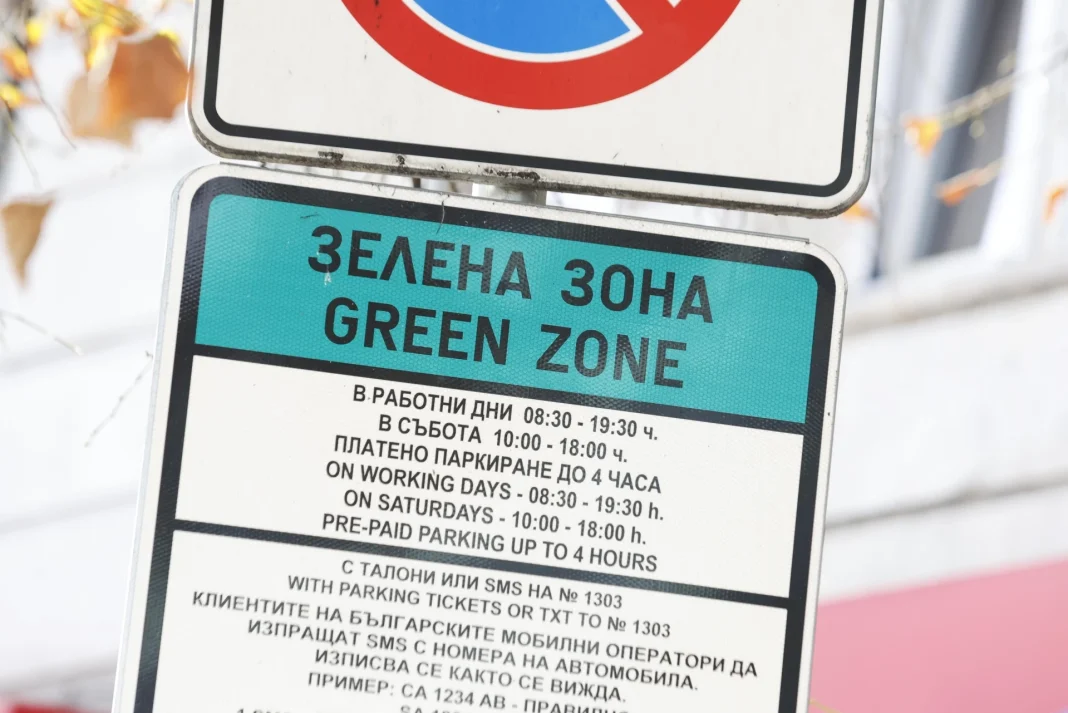 ЗЕЛЕНА ЗОНА
GREEN ZONE
В РАБОТНИ ДНИ 08:30 - 19:30 ч.
В СЪБОТА 10:00 - 18:00 ч.
ПЛАТЕНО ПАРКИРАНЕ ДО 4 ЧАСА
ON WORKING DAYS - 08:30 - 19:30 h.
ON SATURDAYS - 10:00 - 18:00 h.
PRE-PAID PARKING UP TO 4 HOURS
С ТАЛОНИ ИЛИ SMS НА № 1303
WITH PARKING TICKETS OR TXT TO № 1303
КЛИЕНТИТЕ НА БЪЛГАРСКИТЕ МОБИЛНИ ОПЕРАТОРИ ДА
ИЗПРАЩАТ SMS С НОМЕРА НА АВТОМОБИЛА.
ИЗПИСВА СЕ КАКТО СЕ ВИЖДА.
ПРИМЕР: СА 1234 АВ - ПРАВИЛНО